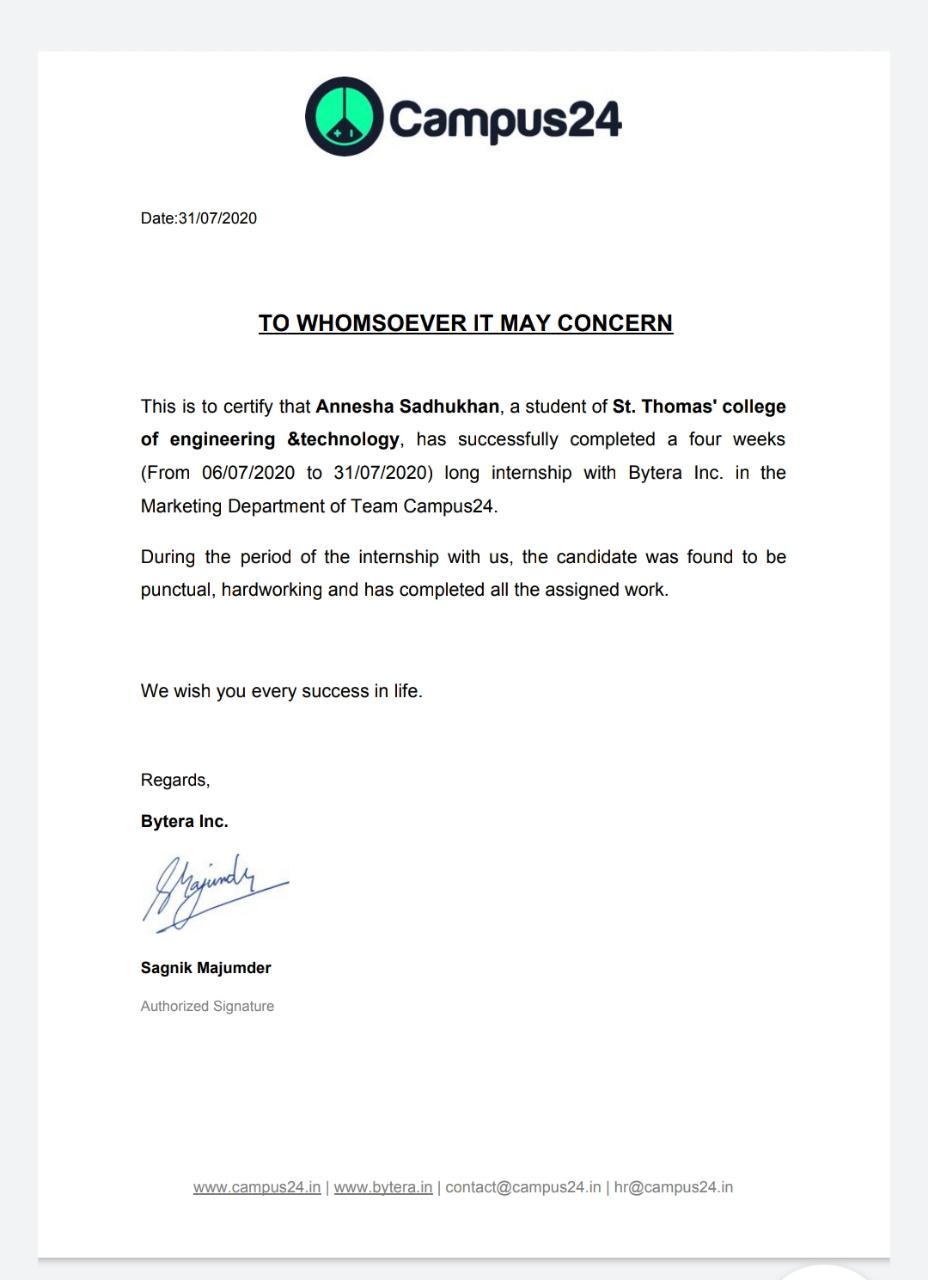 Campus24
Date:31/07/2020
TO WHOMSOEVER IT MAY CONCERN
This is to certify that Annesha Sadhukhan, a student of St. Thomas' college
of engineering &technology, has successfully completed a four weeks
(From 06/07/2020 to 31/07/2020) long internship with Bytera Inc. in the
Marketing Department of Team Campus24.
During the period of the internship with us, the candidate was found to be
punctual, hardworking and has completed all the assigned work.
We wish you every success in life.
Regards,
Bytera Inc.
SMajumder
Sagnik Majumder
Authorized Signature
www.campus24.in | www.bytera.in | contact@campus24.in | hr@campus24.in